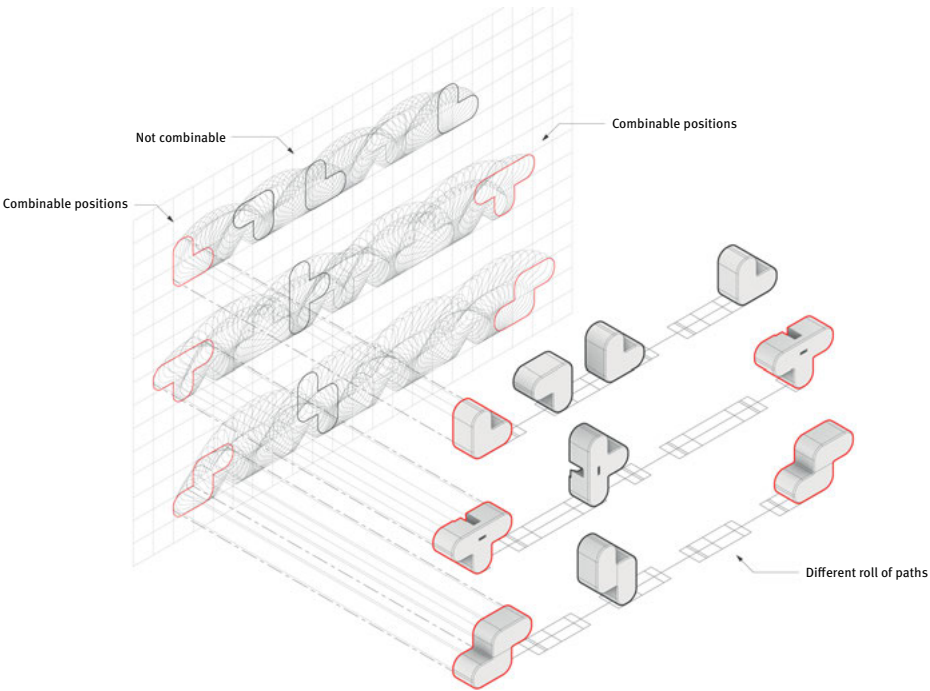 Combinable positions
Not combinable
Combinable positions
Different roll of paths